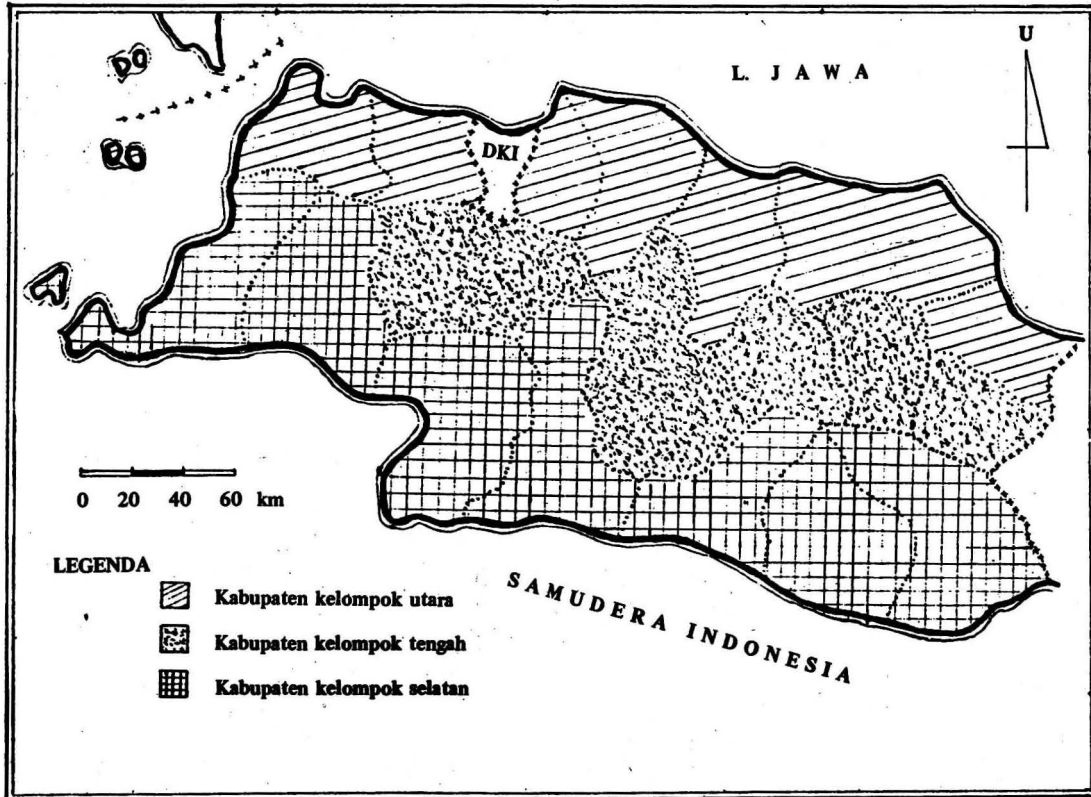 U
L. JAWA
DKI
0 20 40 60 km
LEGENDA
Kabupaten kelompok utara
Kabupaten kelompok tengah
Kabupaten kelompok selatan
SAMUDERA INDONESIA